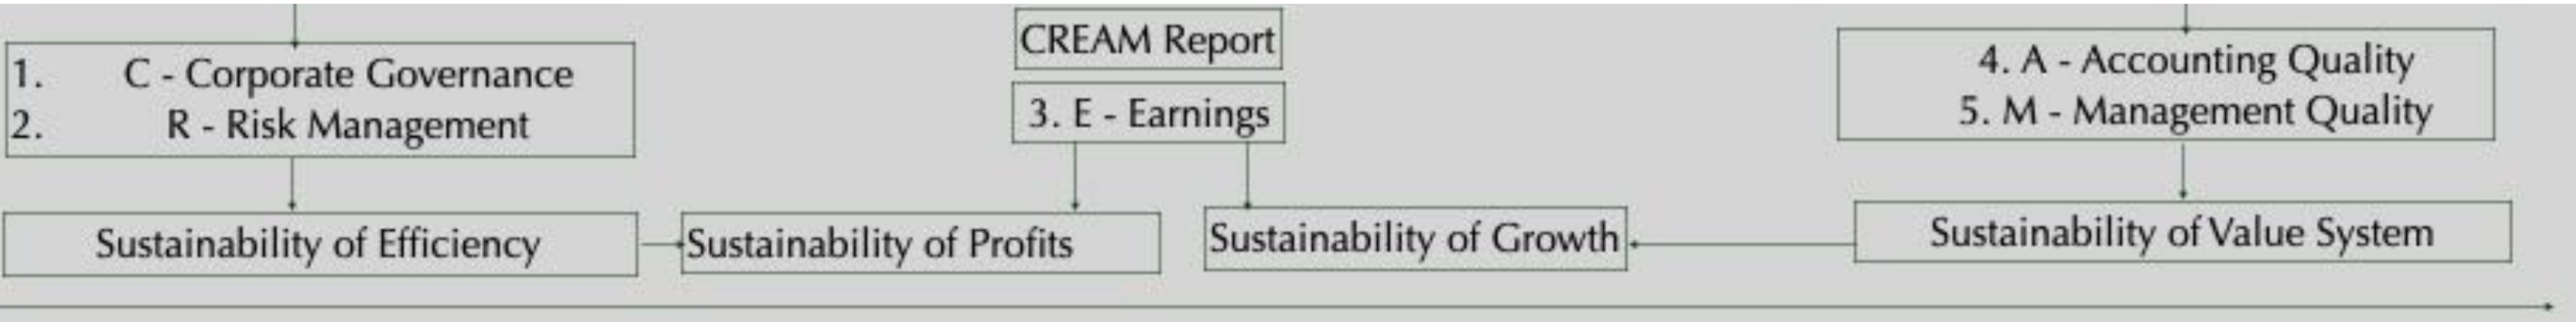 CREAM Report
1. C - Corporate Governance
2. R - Risk Management
3. E - Earnings
4. A - Accounting Quality
5. M - Management Quality
Sustainability of Efficiency
Sustainability of Profits
Sustainability of Growth
Sustainability of Value System